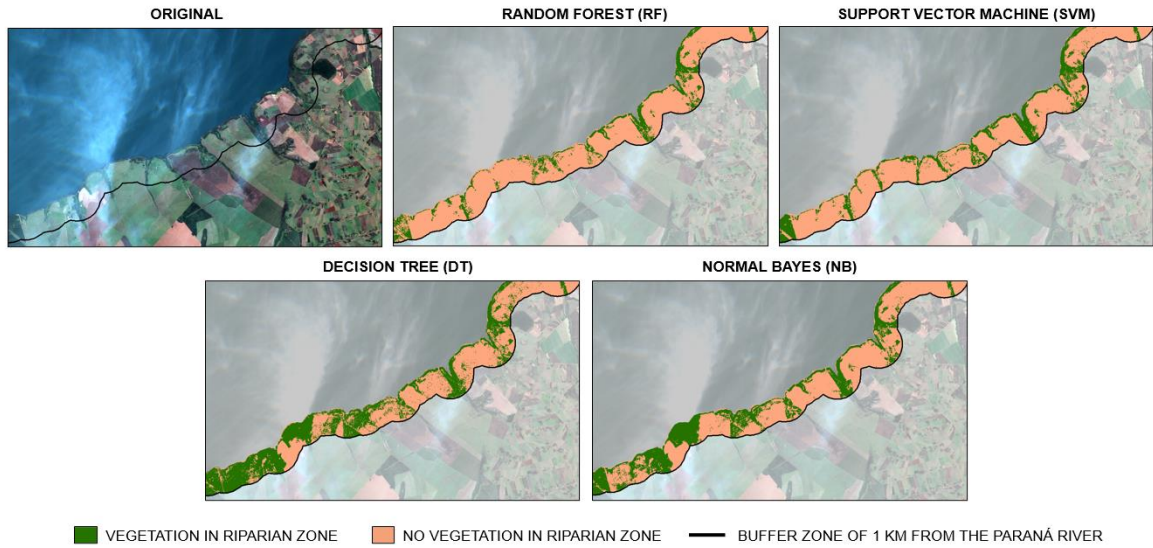 ORIGINAL
RANDOM FOREST (RF)
SUPPORT VECTOR MACHINE (SVM)
DECISION TREE (DT)
NORMAL BAYES (NB)
VEGETATION IN RIPARIAN ZONE
NO VEGETATION IN RIPARIAN ZONE
BUFFER ZONE OF 1 KM FROM THE PARANÁ RIVER